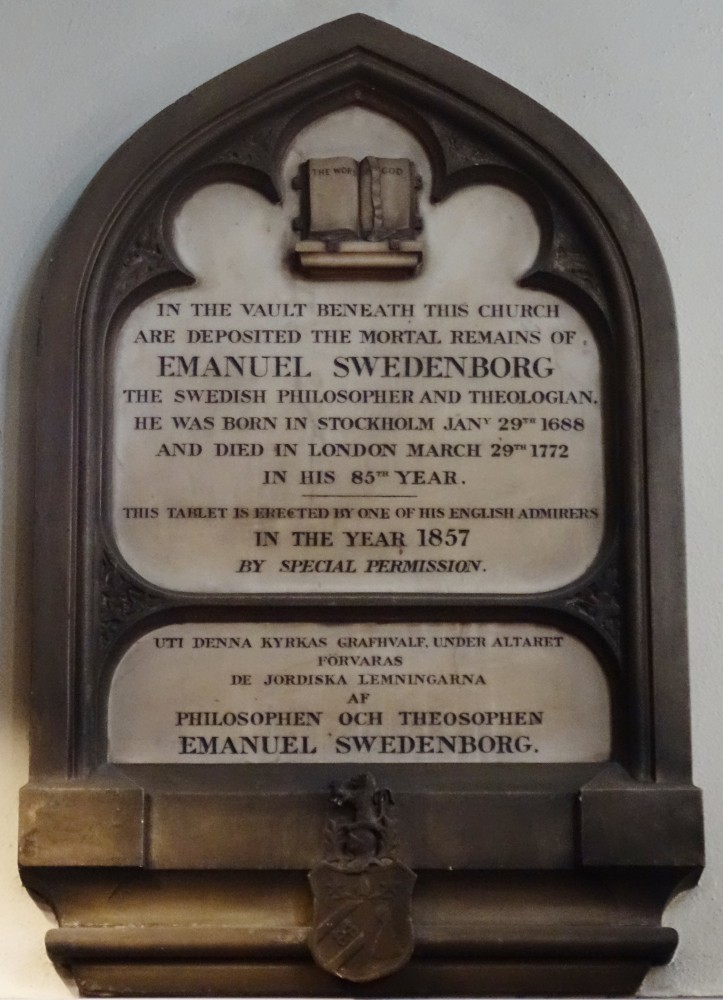 THE WORD GOD
IN THE VAULT BENEATH THIS CHURCH
ARE DEPOSITED THE MORTAL REMAINS OF
EMANUEL SWEDENBORG
THE SWEDISH PHILOSOPHER AND THEOLOGIAN.
HE WAS BORN IN STOCKHOLM JANY 29TH 1688
AND DIED IN LONDON MARCH 29TH 1772
IN HIS 85TH YEAR.
THIS TABLET IS ERECTED BY ONE OF HIS ENGLISH ADMIRERS
IN THE YEAR 1857
BY SPECIAL PERMISSION.
UTI DENNA KYRKAS GRAFHVALF, UNDER ALTARET
FÖRVARAS
DE JORDISKA LEMNINGARNA
AF
PHILOSOPHEN OCH THEOSOPHEN
EMANUEL SWEDENBORG.